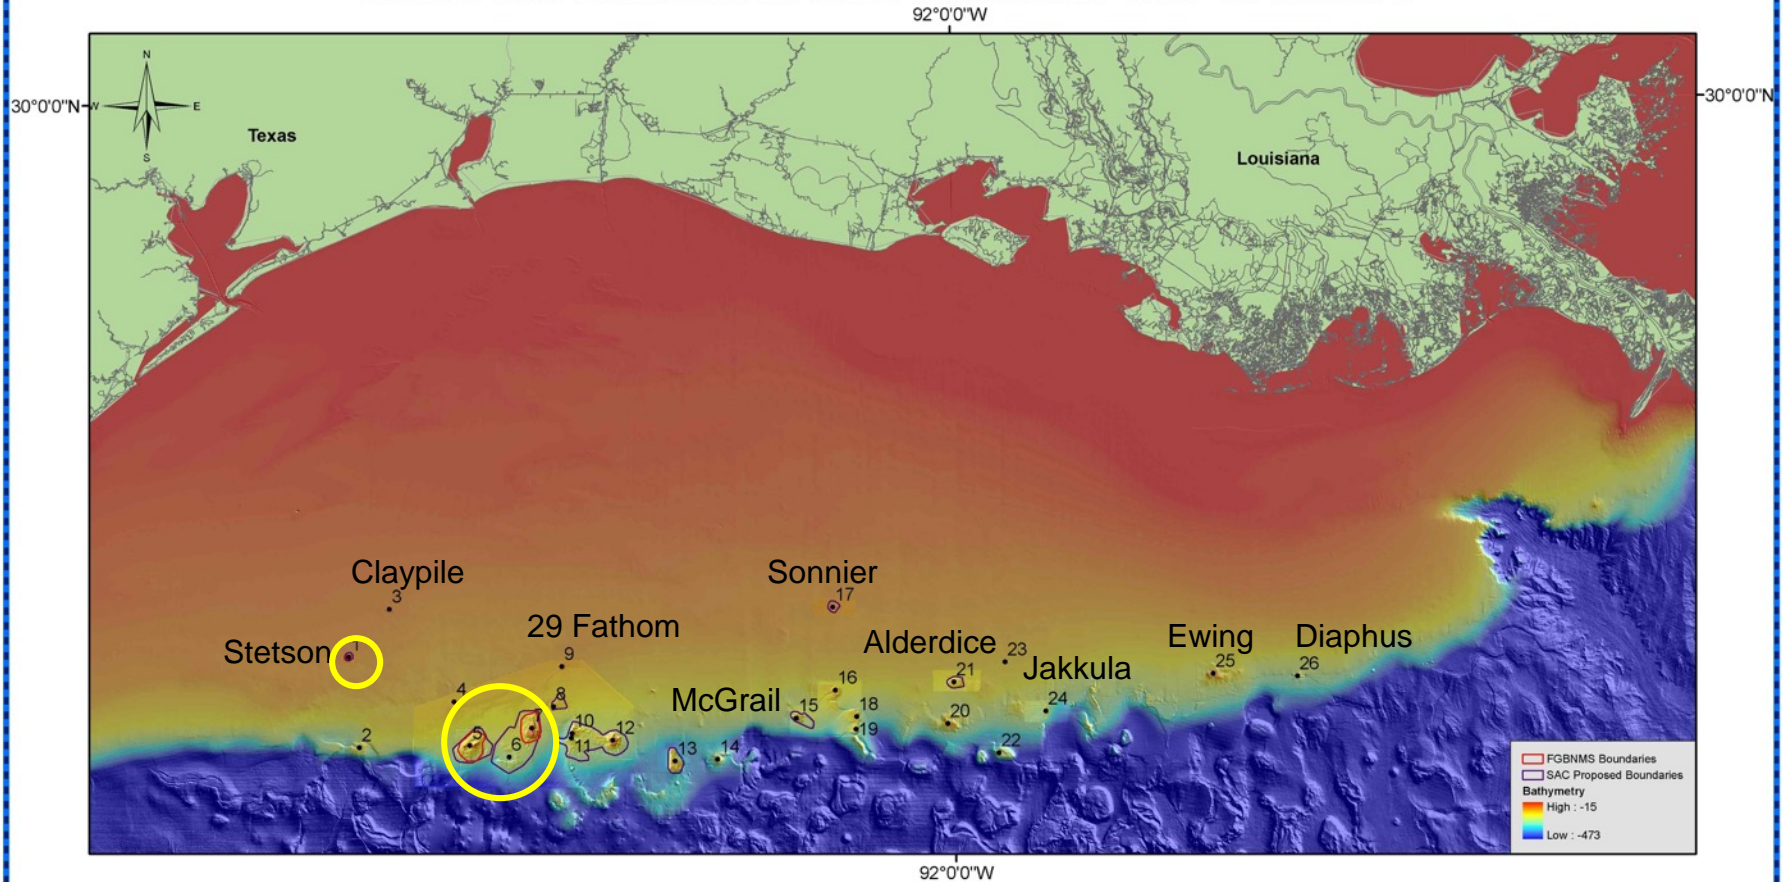 92°0'0"W
N
30°0'0"N
W
E
30°0'0"N
S
Texas
Louisiana
Claypile
3
Sonnier
17
29 Fathom
9
Stetson
1
Alderdice
23
21
Jakkula
24
Ewing
25
Diaphus
26
McGrail
15
16
18
19
20
22
4
2
5
6
7
8
10
11
12
13
14
FGBNMS Boundaries
SAC Proposed Boundaries
Bathymetry
High : -15
Low : -473
92°0'0"W